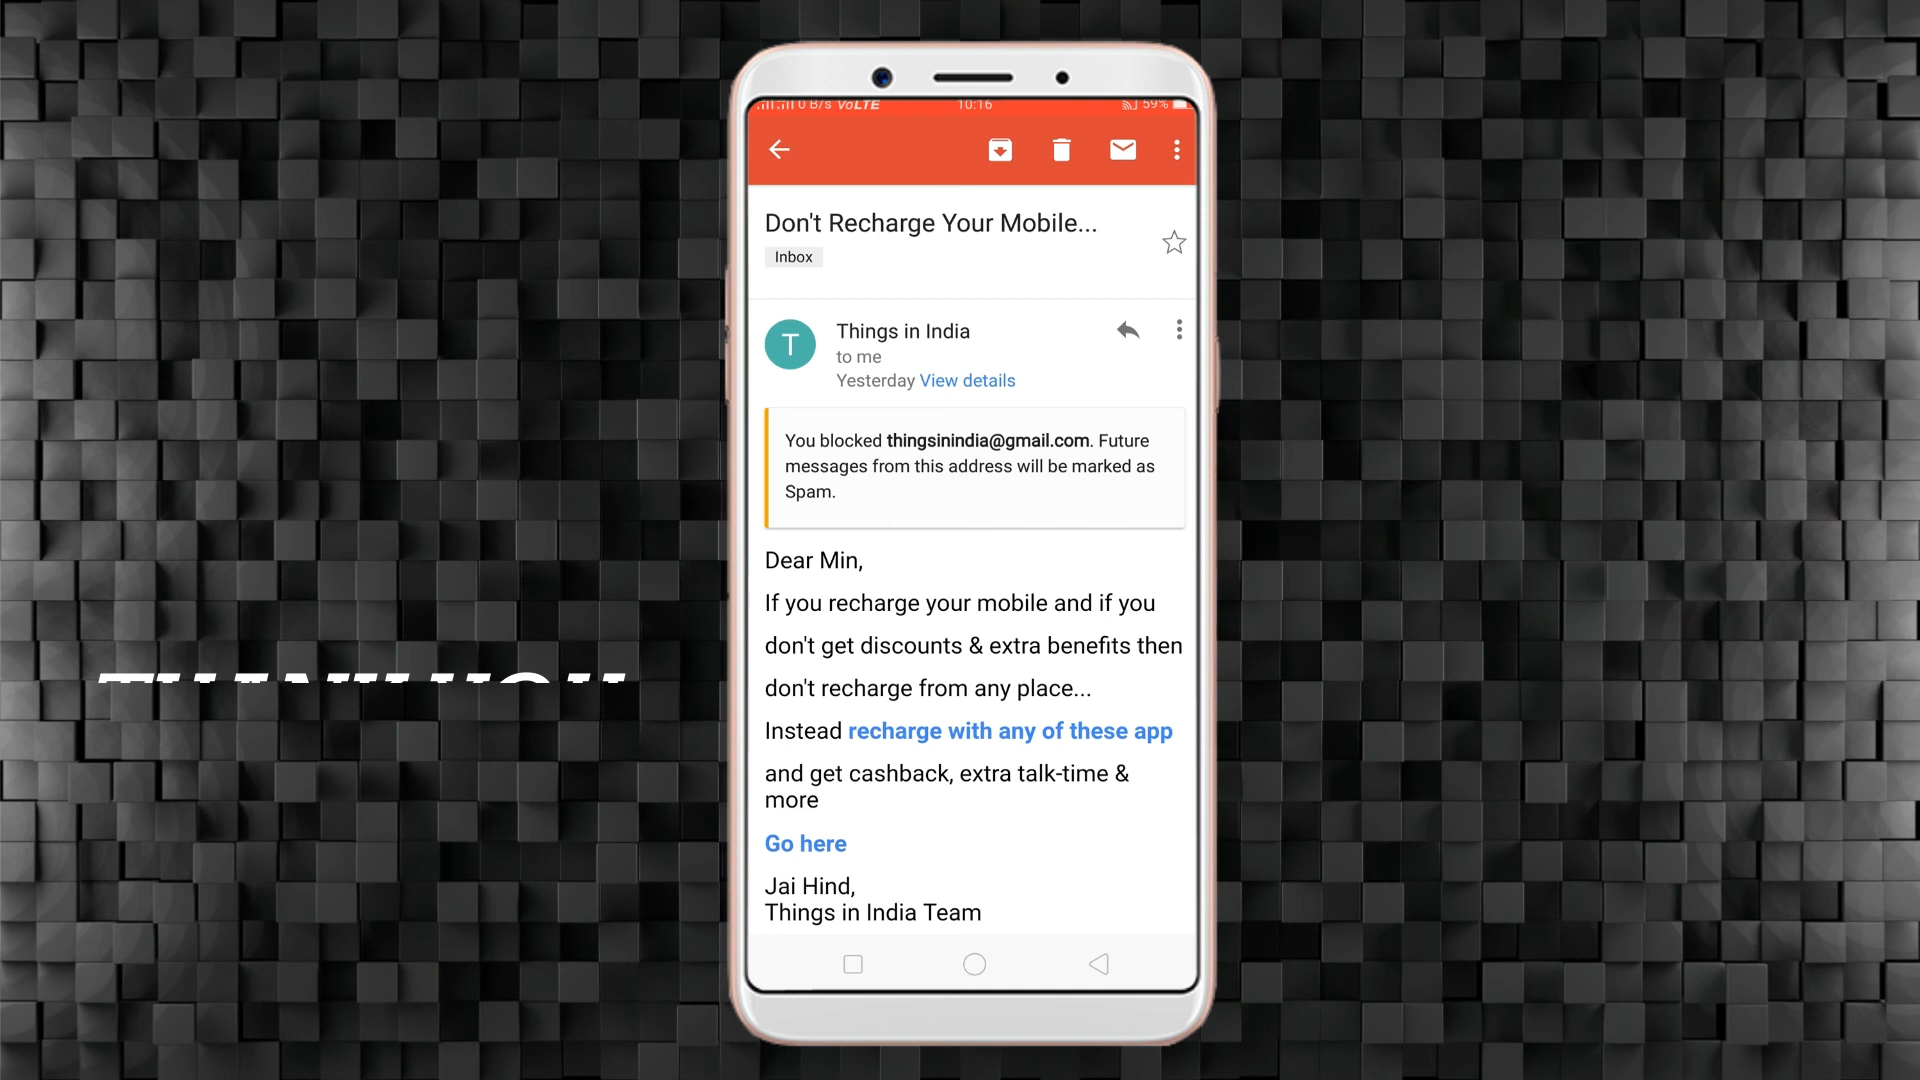 0 B/s VoLTE 10:16 59%
Don't Recharge Your Mobile...
Inbox
T
Things in India
to me
Yesterday View details
You blocked thingsinindia@gmail.com. Future
messages from this address will be marked as
Spam.
Dear Min,
If you recharge your mobile and if you
don't get discounts & extra benefits then
don't recharge from any place...
Instead recharge with any of these app
and get cashback, extra talk-time &
more
Go here
Jai Hind,
Things in India Team